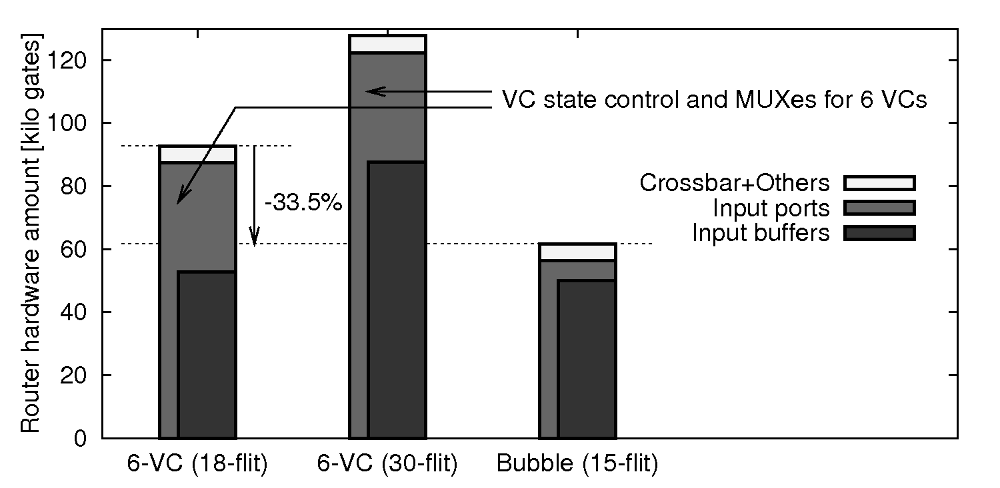 Router hardware amount [kilo gates]
120
100
80
60
40
20
0
VC state control and MUXes for 6 VCs
-33.5%
Crossbar+Others
Input ports
Input buffers
6-VC (18-flit)
6-VC (30-flit)
Bubble (15-flit)